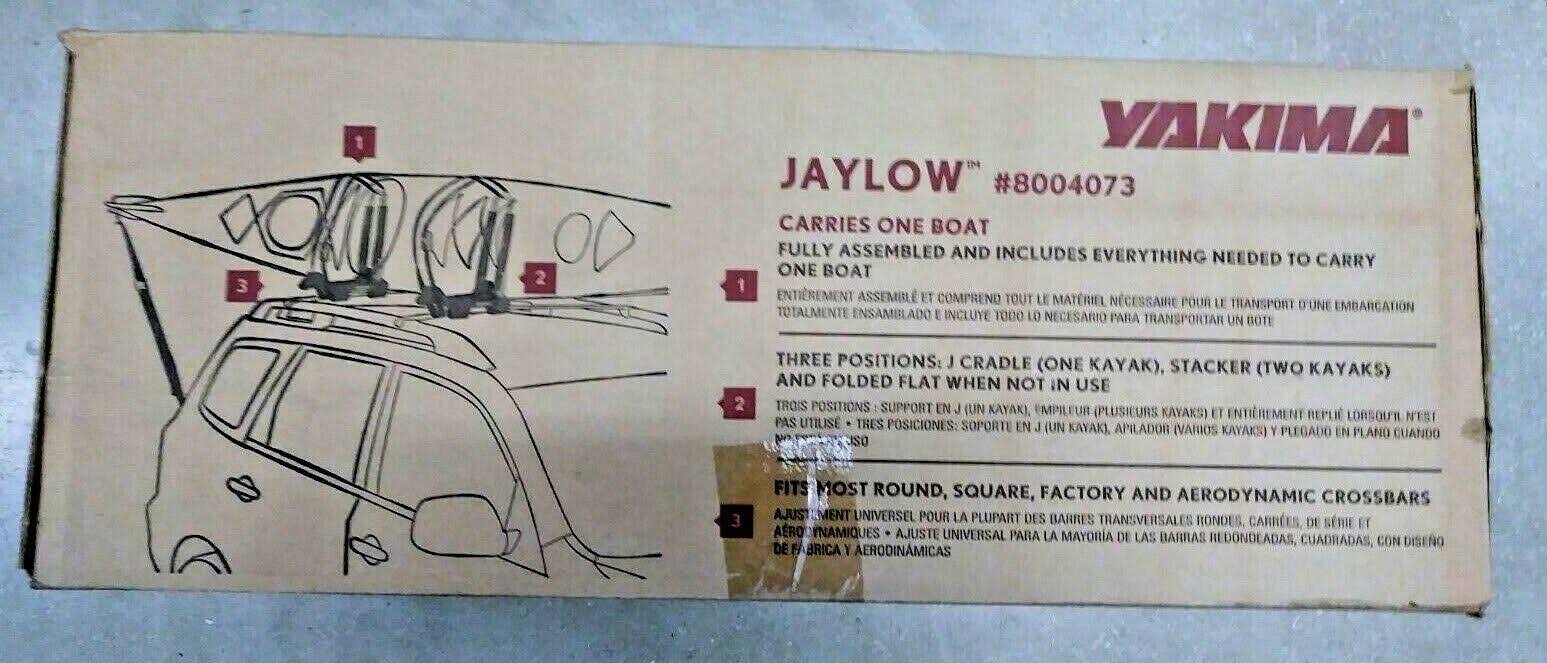 YAKIMA®
JAYLOW™ #8004073
CARRIES ONE BOAT
FULLY ASSEMBLED AND INCLUDES EVERYTHING NEEDED TO CARRY
ONE BOAT
ENTIÈREMENT ASSEMBLÉ ET COMPREND TOUT LE MATÉRIEL NÉCESSAIRE POUR LE TRANSPORT D'UNE EMBARCATION
TOTALMENTE ENSAMBLADO E INCLUYE TODO LO NECESARIO PARA TRANSPORTAR UN BOTE
1
THREE POSITIONS: J CRADLE (ONE KAYAK), STACKER (TWO KAYAKS)
AND FOLDED FLAT WHEN NOT IN USE
TROIS POSITIONS : SUPPORT EN J (UN KAYAK), EMPILEUR (PLUSIEURS KAYAKS) ET ENTIÈREMENT REPLIÉ LORSQU'IL N'EST
PAS UTILISÉ • TRES POSICIONES: SOPORTE EN J (UN KAYAK), APILADOR (VARIOS KAYAKS) Y PLEGADO EN PLANO CUANDO
NO USO
2
FITS MOST ROUND, SQUARE, FACTORY AND AERODYNAMIC CROSSBARS
AJUSTEMENT UNIVERSEL POUR LA PLUPART DES BARRES TRANSVERSALES RONDES, CARRÉES, DE SÉRIE ET
AÉRODYNAMIQUES • AJUSTE UNIVERSAL PARA LA MAYORÍA DE LAS BARRAS REDONDEADAS, CUADRADAS, CON DISEÑO
DE FÁBRICA Y AERODINÁMICAS
3
1
2
3